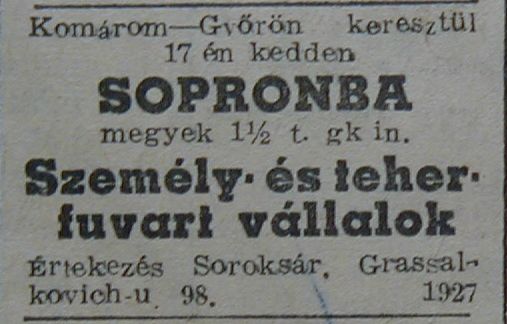 Komárom—Győrön keresztül
17 én kedden
SOPRONBA
megyek 1½ t. gk in.
Személy- és teher-
fuvart vállalok
Értekezés Soroksár, Grassal-
kovich-u. 98. 1927